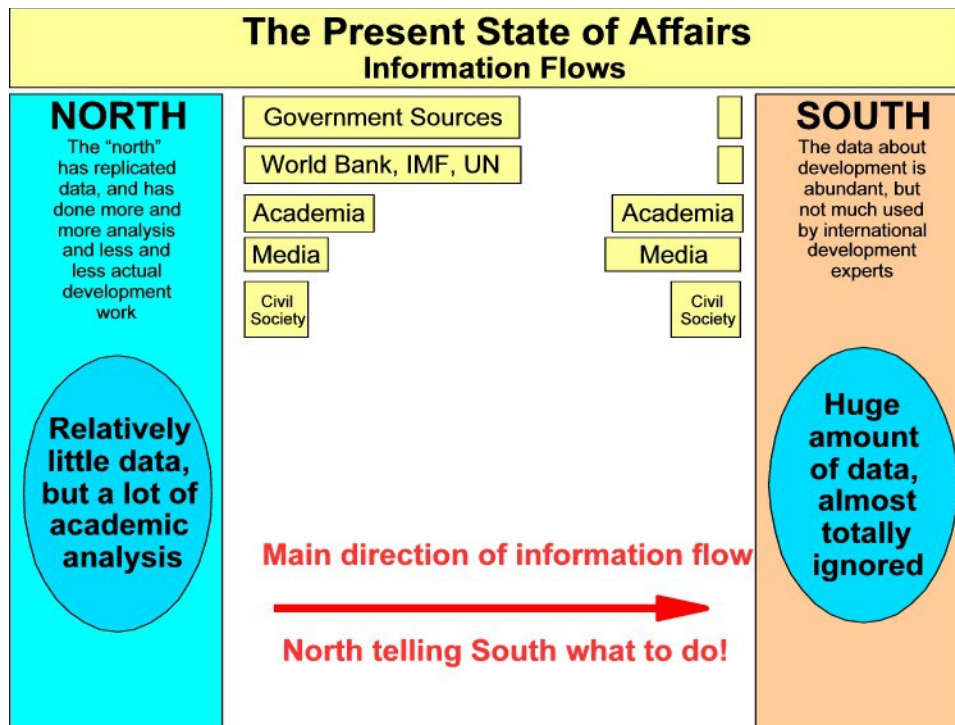 The Present State of Affairs
Information Flows
NORTH
The "north"
has replicated
data, and has
done more and
more analysis
and less and
less actual
development
work
Relatively
little data,
but a lot of
academic
analysis
Government Sources
World Bank, IMF, UN
Academia
Media
Civil
Society
Academia
Media
Civil
Society
Main direction of information flow
North telling South what to do!
SOUTH
The data about
development is
abundant, but
not much used
by international
development
experts
Huge
amount
of data,
almost
totally
ignored